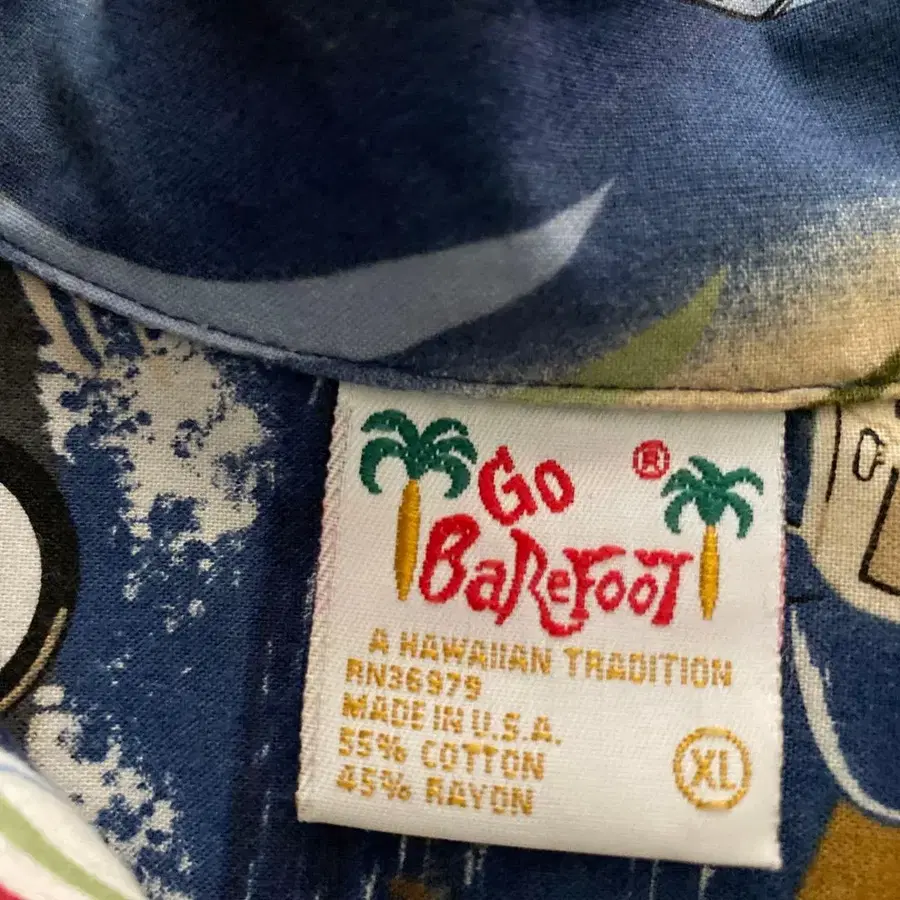 Go
®
BaReFooT
A HAWAIIAN TRADITION
RN36979
MADE IN U.S.A.
55% COTTON
45% RAYON
XL